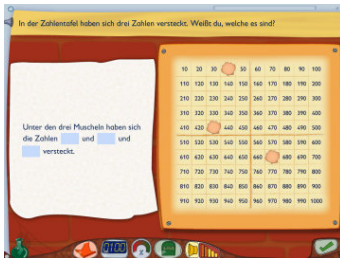 In der Zahlentafel haben sich drei Zahlen versteckt. Weißt du, welche es sind?
Unter den drei Muscheln haben sich
die Zahlen und und
versteckt.
10 20 30 50 60 70 80 90 100
110 120 130 140 150 160 170 180 190 200
210 220 230 240 250 260 270 280 290 300
310 320 330 340 350 360 370 380 390 400
410 420 440 450 460 470 480 490 500
510 520 530 540 550 560 570 580 590 600
610 620 630 640 650 660 680 690 700
710 720 730 740 750 760 770 780 790 800
810 820 830 840 850 860 870 880 890 900
910 920 930 940 950 960 970 980 990 1000